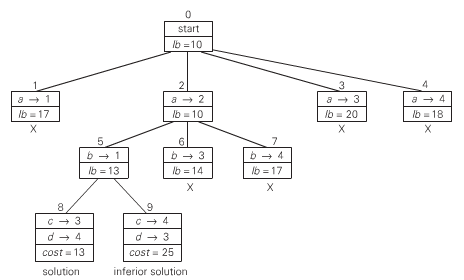 0
start
lb = 10
1
a → 1
lb = 17
X
2
a → 2
lb = 10
3
a → 3
lb = 20
X
4
a → 4
lb = 18
X
5
b → 1
lb = 13
6
b → 3
lb = 14
X
7
b → 4
lb = 17
X
8
c → 3
d → 4
cost = 13
solution
9
c → 4
d → 3
cost = 25
inferior solution